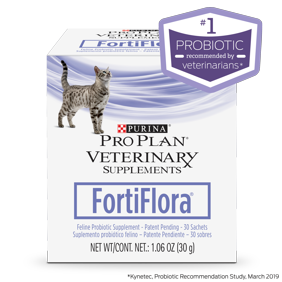 #1
PROBIOTIC
recommended by
veterinarians*
PURINA
PRO PLAN®
VETERINARY
SUPPLEMENTS
FortiFlora®
Feline Probiotic Supplement - Patent Pending - 30 Sachets
Suplemento probiótico felino - Patente Pendiente - 30 sobres
NET WT/CONT. NET.: 1.06 OZ (30 g)
*Kynetec, Probiotic Recommendation Study, March 2019